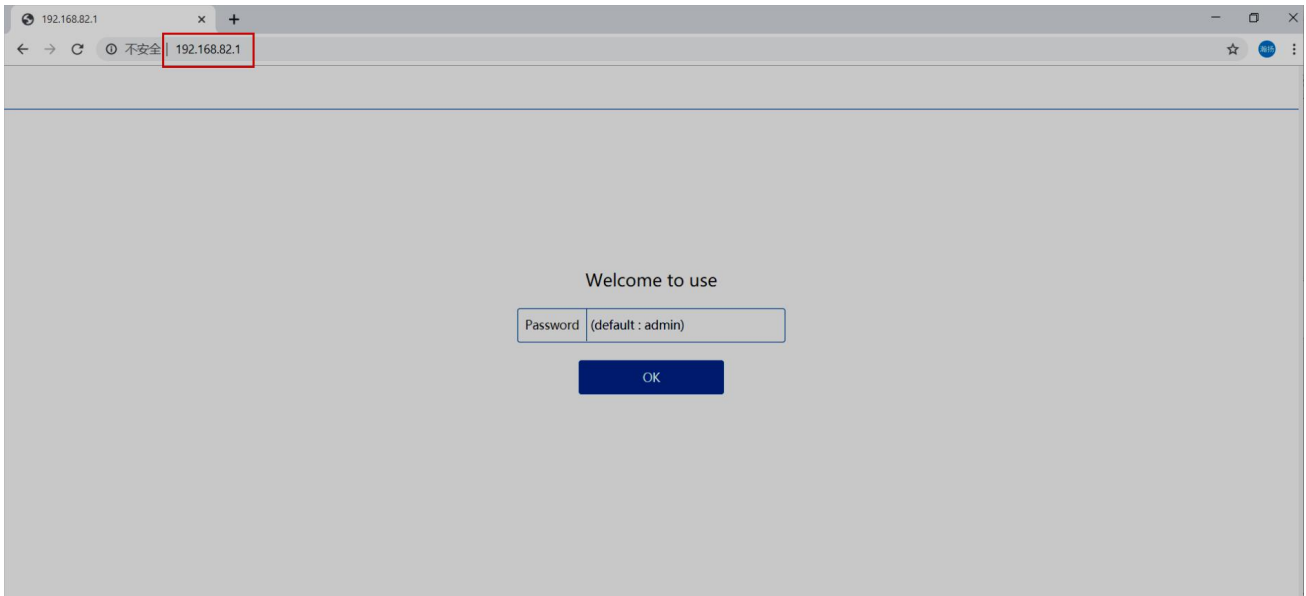 192.168.82.1
不安全 | 192.168.82.1
Welcome to use
Password (default : admin)
OK